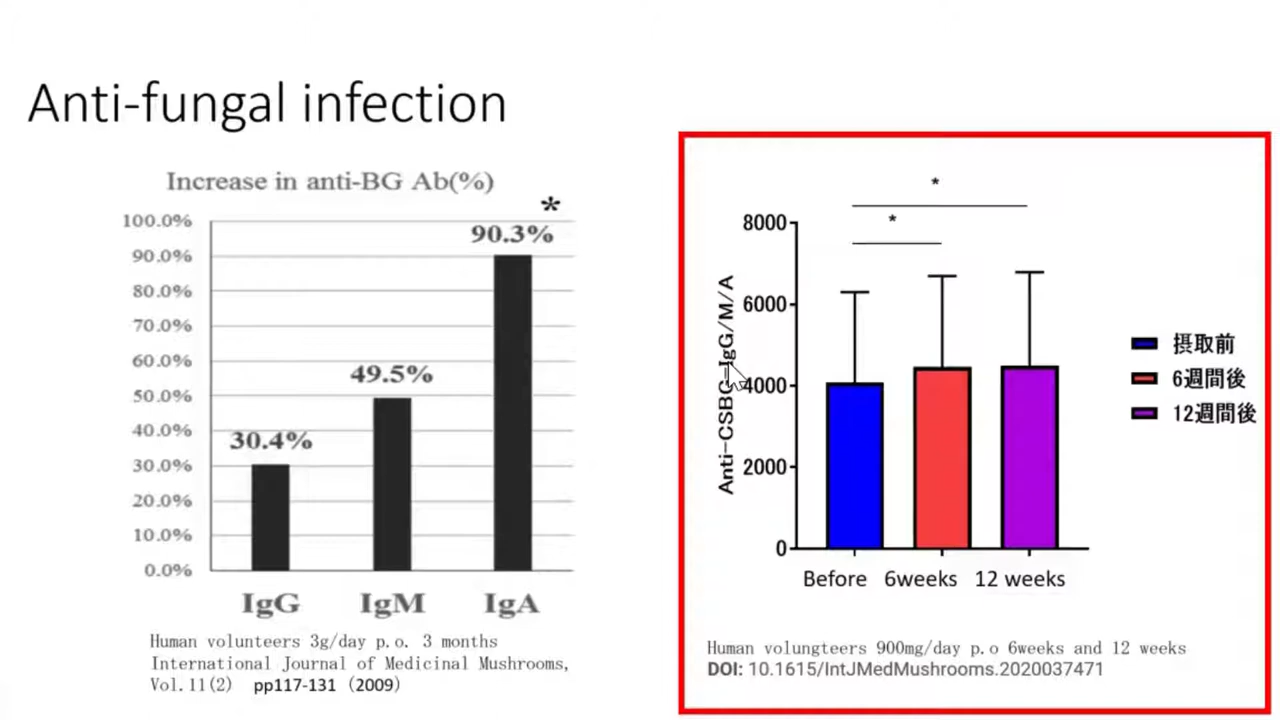 Anti-fungal infection
Increase in anti-BG Ab(%)
*
100.0%
90.0%
80.0%
70.0%
60.0%
50.0%
40.0%
30.0%
20.0%
10.0%
0.0%
30.4%
49.5%
90.3%
IgG IgM IgA
Human volunteers 3g/day p.o. 3 months
International Journal of Medicinal Mushrooms,
Vol.11(2) pp117-131 (2009)
*
*
Anti-CSBG=IgG/M/A
8000
6000
4000
2000
0
Before 6weeks 12 weeks
摂取前
6週間後
12週間後
Human volungteers 900mg/day p.o 6weeks and 12 weeks
DOI: 10.1615/IntJMedMushrooms.2020037471